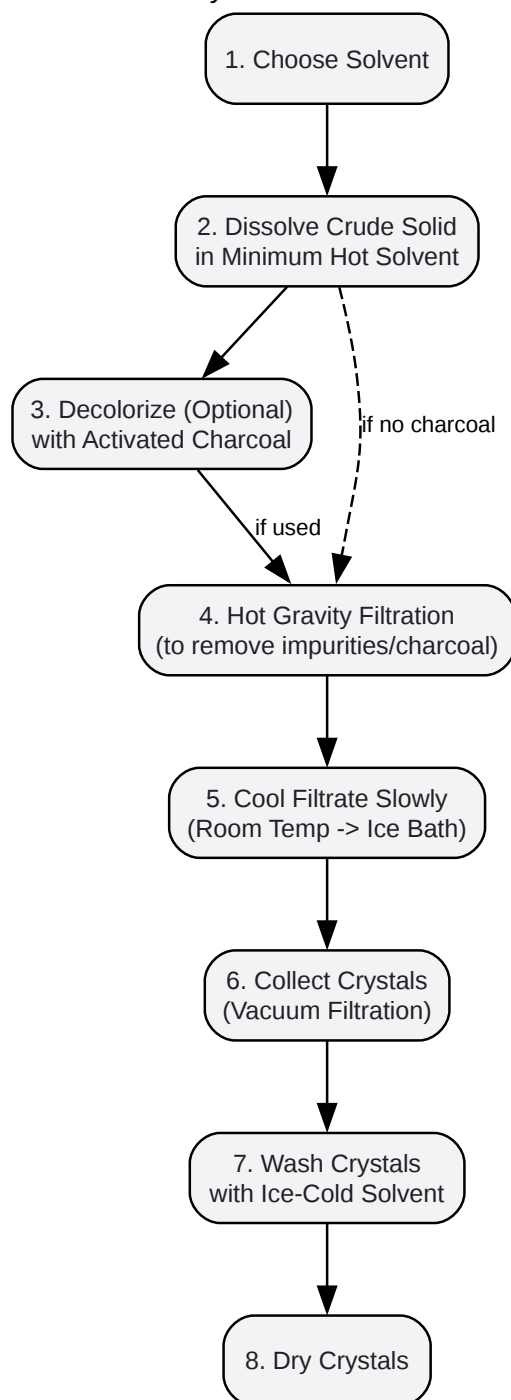 1. Choose Solvent
2. Dissolve Crude Solid
in Minimum Hot Solvent
3. Decolorize (Optional)
with Activated Charcoal
if no charcoal
if used
4. Hot Gravity Filtration
(to remove impurities/charcoal)
5. Cool Filtrate Slowly
(Room Temp -> Ice Bath)
6. Collect Crystals
(Vacuum Filtration)
7. Wash Crystals
with Ice-Cold Solvent
8. Dry Crystals